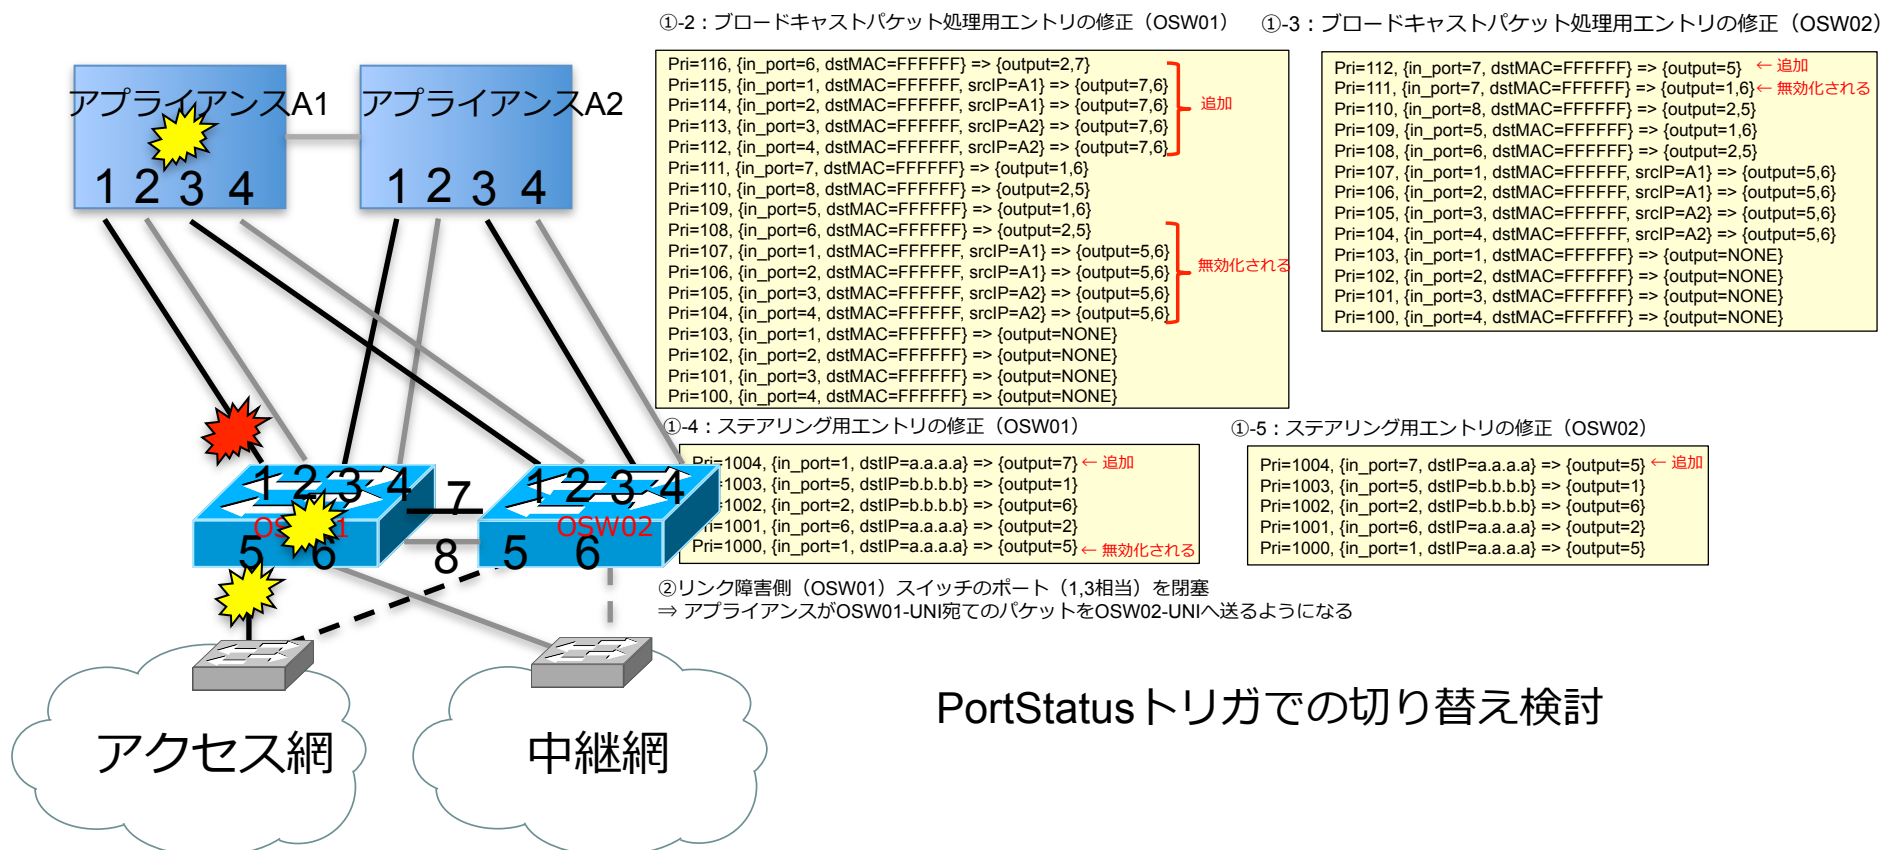 ①-2：ブロードキャストパケット処理用エントリの修正（OSW01）
①-3：ブロードキャストパケット処理用エントリの修正（OSW02）
Pri=116, {in_port=6, dstMAC=FFFFFF} => {output=2,7}
Pri=115, {in_port=1, dstMAC=FFFFFF, srcIP=A1} => {output=7,6}
Pri=114, {in_port=2, dstMAC=FFFFFF, srcIP=A1} => {output=7,6}
Pri=113, {in_port=3, dstMAC=FFFFFF, srcIP=A2} => {output=7,6}
Pri=112, {in_port=4, dstMAC=FFFFFF, srcIP=A2} => {output=7,6}
追加
Pri=111, {in_port=7, dstMAC=FFFFFF} => {output=1,6}
Pri=110, {in_port=8, dstMAC=FFFFFF} => {output=2,5}
Pri=109, {in_port=5, dstMAC=FFFFFF} => {output=1,6}
Pri=108, {in_port=6, dstMAC=FFFFFF} => {output=2,5}
Pri=107, {in_port=1, dstMAC=FFFFFF, srcIP=A1} => {output=5,6}
Pri=106, {in_port=2, dstMAC=FFFFFF, srcIP=A1} => {output=5,6}
Pri=105, {in_port=3, dstMAC=FFFFFF, srcIP=A2} => {output=5,6}
Pri=104, {in_port=4, dstMAC=FFFFFF, srcIP=A2} => {output=5,6}
無効化される
Pri=103, {in_port=1, dstMAC=FFFFFF} => {output=NONE}
Pri=102, {in_port=2, dstMAC=FFFFFF} => {output=NONE}
Pri=101, {in_port=3, dstMAC=FFFFFF} => {output=NONE}
Pri=100, {in_port=4, dstMAC=FFFFFF} => {output=NONE}
Pri=112, {in_port=7, dstMAC=FFFFFF} => {output=5} ← 追加
Pri=111, {in_port=7, dstMAC=FFFFFF} => {output=1,6} ← 無効化される
Pri=110, {in_port=8, dstMAC=FFFFFF} => {output=2,5}
Pri=109, {in_port=5, dstMAC=FFFFFF} => {output=1,6}
Pri=108, {in_port=6, dstMAC=FFFFFF} => {output=2,5}
Pri=107, {in_port=1, dstMAC=FFFFFF, srcIP=A1} => {output=5,6}
Pri=106, {in_port=2, dstMAC=FFFFFF, srcIP=A1} => {output=5,6}
Pri=105, {in_port=3, dstMAC=FFFFFF, srcIP=A2} => {output=5,6}
Pri=104, {in_port=4, dstMAC=FFFFFF, srcIP=A2} => {output=5,6}
Pri=103, {in_port=1, dstMAC=FFFFFF} => {output=NONE}
Pri=102, {in_port=2, dstMAC=FFFFFF} => {output=NONE}
Pri=101, {in_port=3, dstMAC=FFFFFF} => {output=NONE}
Pri=100, {in_port=4, dstMAC=FFFFFF} => {output=NONE}
アプライアンスA1
1 2 3 4
アプライアンスA2
1 2 3 4
①-4：ステアリング用エントリの修正（OSW01）
Pri=1004, {in_port=1, dstIP=a.a.a.a} => {output=7} ← 追加
=1003, {in_port=5, dstIP=b.b.b.b} => {output=1}
=1002, {in_port=2, dstIP=b.b.b.b} => {output=6}
=1001, {in_port=6, dstIP=a.a.a.a} => {output=2}
Pri=1000, {in_port=1, dstIP=a.a.a.a} => {output=5} ← 無効化される
①-5：ステアリング用エントリの修正（OSW02）
Pri=1004, {in_port=7, dstIP=a.a.a.a} => {output=5} ← 追加
Pri=1003, {in_port=5, dstIP=b.b.b.b} => {output=1}
Pri=1002, {in_port=2, dstIP=b.b.b.b} => {output=6}
Pri=1001, {in_port=6, dstIP=a.a.a.a} => {output=2}
Pri=1000, {in_port=1, dstIP=a.a.a.a} => {output=5}
1 2 3 4
7
1 2 3 4
OSW02
5 6
8
5 6
②リンク障害側（OSW01）スイッチのポート（1,3相当）を閉塞
⇒ アプライアンスがOSW01-UNI宛てのパケットをOSW02-UNIへ送るようになる
PortStatusトリガでの切り替え検討
アクセス網
中継網